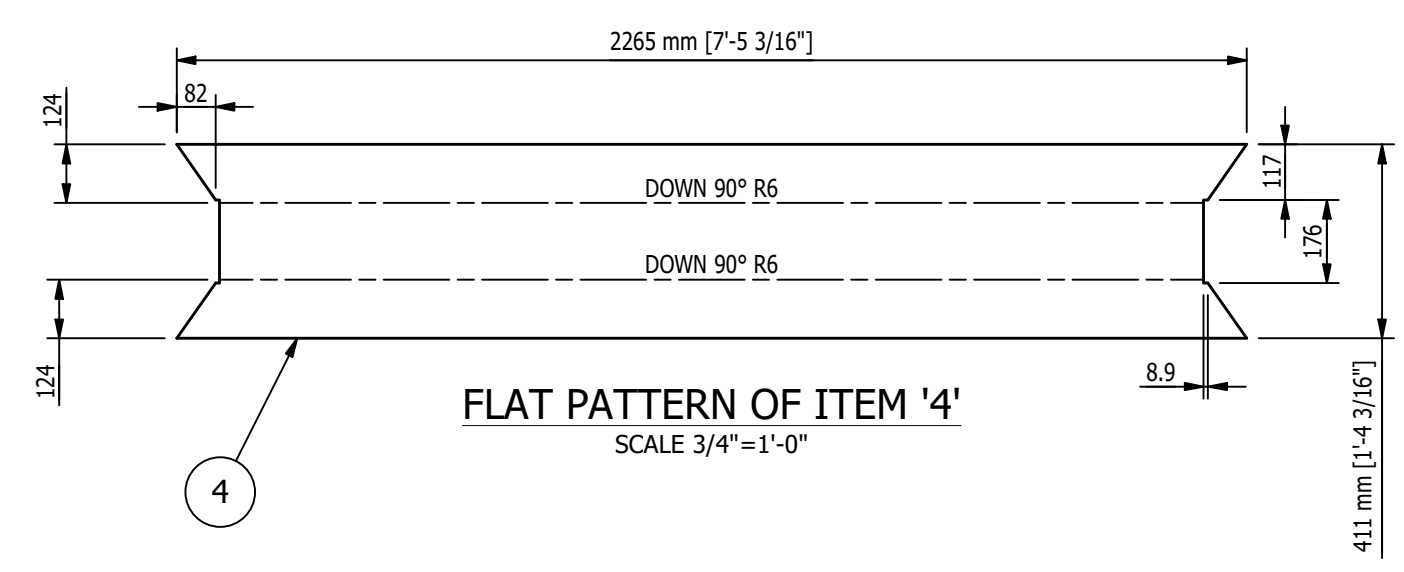 2265 mm [7'-5 3/16"]
82
124
117
DOWN 90° R6
176
DOWN 90° R6
124
8.9
411 mm [1'-4 3/16"]
FLAT PATTERN OF ITEM '4'
SCALE 3/4"=1'-0"
4